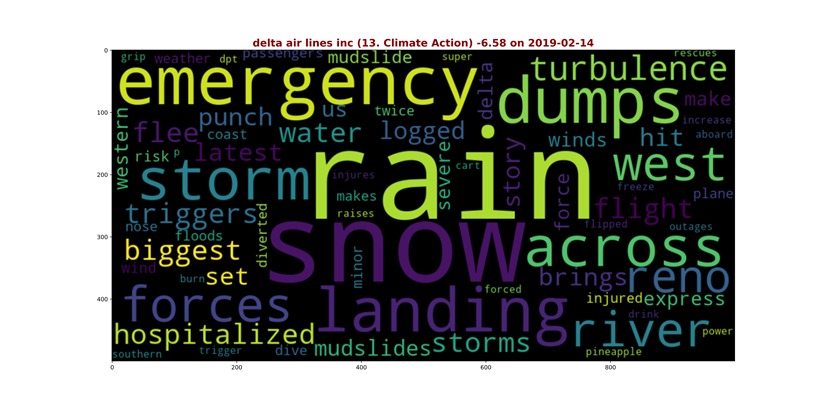 delta air lines inc (13. Climate Action) -6.58 on 2019-02-14
0
100
200
300
400
0 200 400 600 800
grip weather dpt passengers mudslide super rescues
emergency delta turbulence
dumps make
western punch us twice increase
flee coast water logged winds hit aboard
risk p latest rain severe cart story west
storm injures force freeze plane
makes flight
triggers raises flipped outages
nose floods diverted snow across
biggest minor
wind set burn brings reno
forces landing forced injured express
drink
hospitalized river power
southern trigger dive mudslides storms pineapple